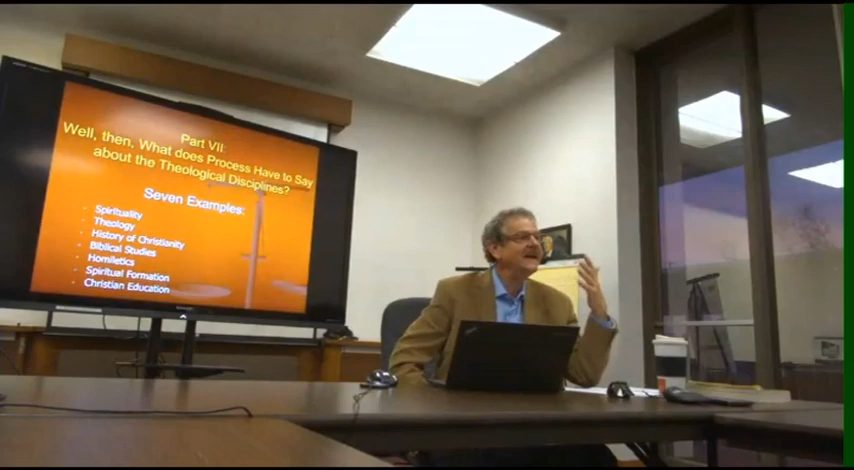 Part VII:
Well, then, What does Process Have to Say
about the Theological Disciplines?
Seven Examples:
- Spirituality
- Theology
- History of Christianity
- Biblical Studies
- Homiletics
- Spiritual Formation
- Christian Education